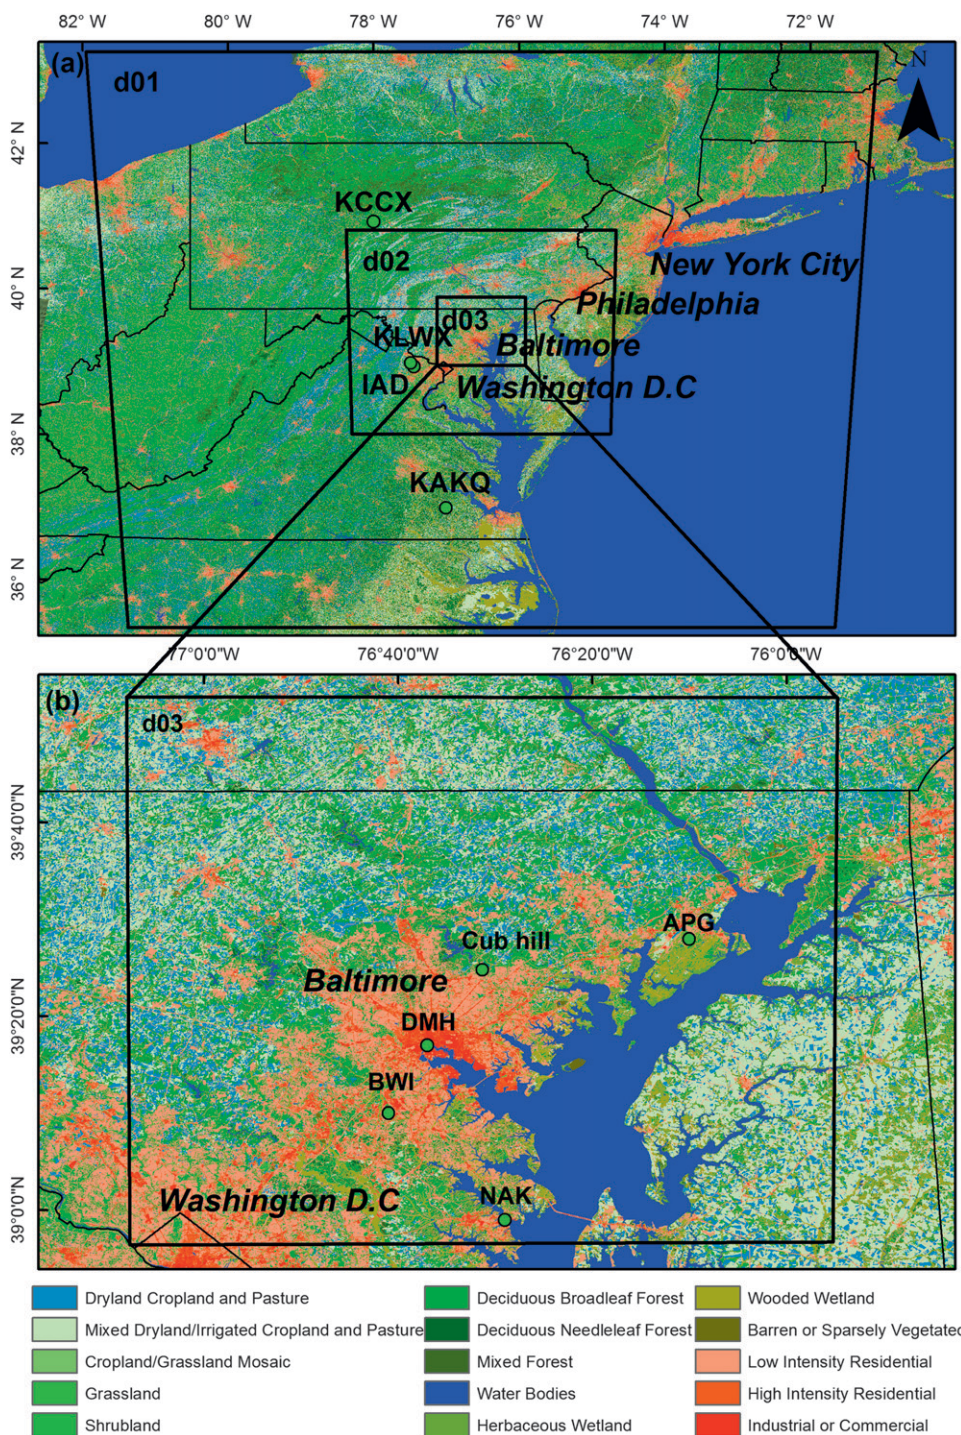 82° W 80° W 78° W 76° W 74° W 72° W
(a)
d01
N
42° N
KCCX
d02
New York City
40° N
Philadelphia
d03
KLWX
Baltimore
IAD
Washington D.C
38° N
KAKQ
36° N
77°0'0"W 76°40'0"W 76°20'0"W 76°0'0"W
(b)
d03
39°40'0"N
APG
Cub hill
Baltimore
39°20'0"N
DMH
BWI
Washington D.C
NAK
39°0'0"N
Dryland Cropland and Pasture
Mixed Dryland/Irrigated Cropland and Pasture
Cropland/Grassland Mosaic
Grassland
Shrubland
Deciduous Broadleaf Forest
Deciduous Needleleaf Forest
Mixed Forest
Water Bodies
Herbaceous Wetland
Wooded Wetland
Barren or Sparsely Vegetated
Low Intensity Residential
High Intensity Residential
Industrial or Commercial